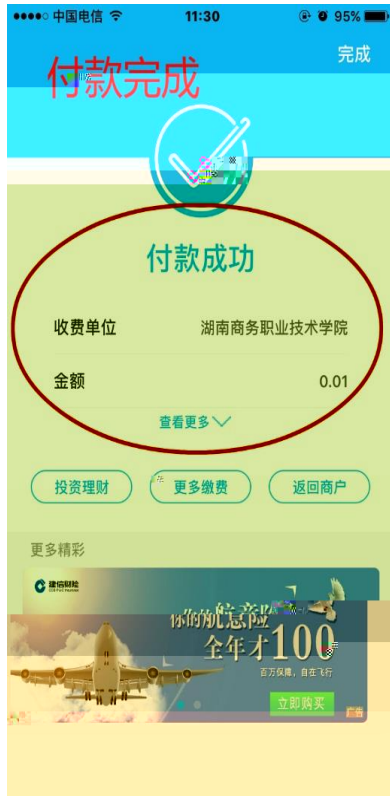 中国电信 11:30 95%
完成
付款完成
付款成功
收费单位 湖南商务职业技术学院
金额 0.01
查看更多
投资理财 更多缴费 返回商户
更多精彩
建信财险
你的航意险
全年才100
百万保障，自在飞行
立即购买
广告